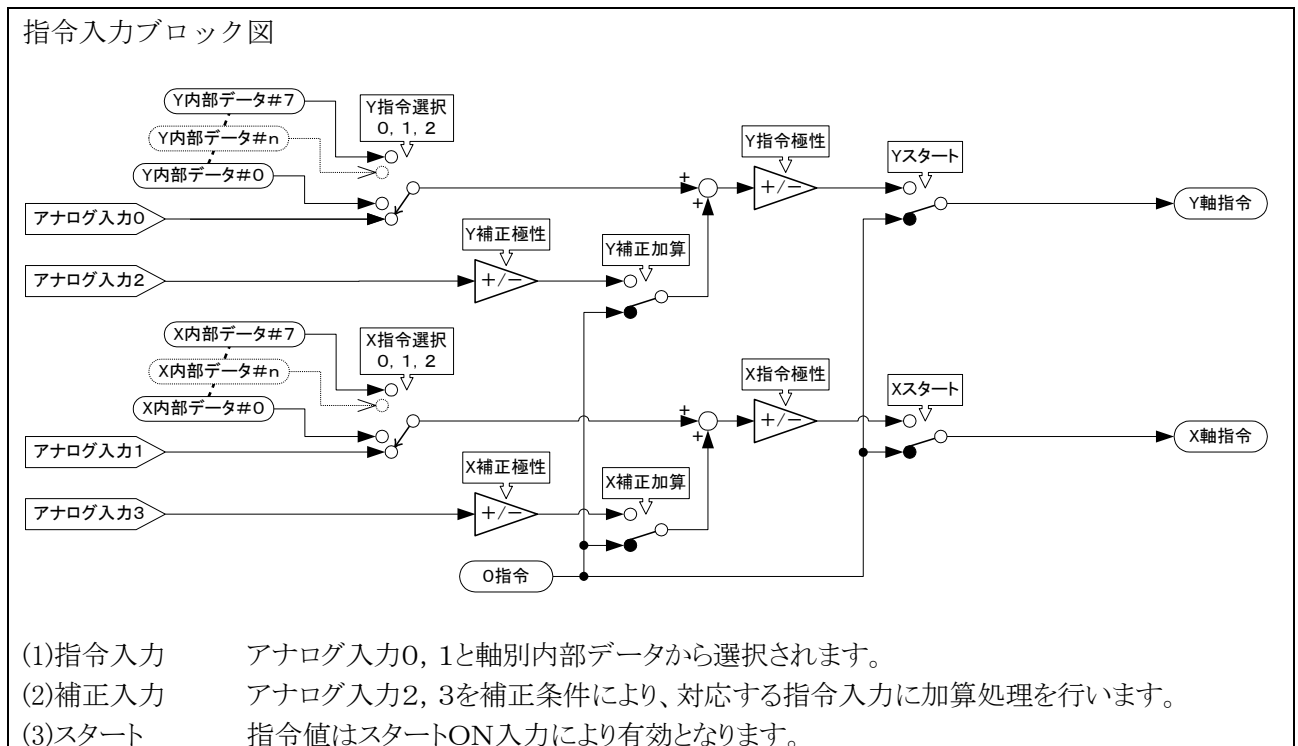 指令入力ブロック図
Y内部データ#7
Y指令選択
0, 1, 2
Y内部データ#n
Y指令極性
Yスタート
Y内部データ#0
+
+/−
+
アナログ入力0
Y軸指令
Y補正極性
Y補正加算
アナログ入力2
+/−
X内部データ#7
X指令選択
0, 1, 2
X内部データ#n
X指令極性
Xスタート
X内部データ#0
+
+/−
+
アナログ入力1
X軸指令
X補正極性
X補正加算
アナログ入力3
+/−
0指令
(1)指令入力 アナログ入力0, 1と軸別内部データから選択されます。
(2)補正入力 アナログ入力2, 3を補正条件により、対応する指令入力に加算処理を行います。
(3)スタート 指令値はスタートON入力により有効となります。